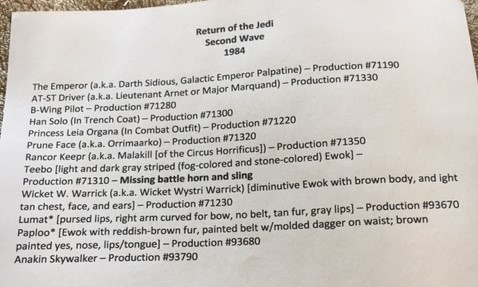 Return of the Jedi
Second Wave
1984
The Emperor (a.k.a. Darth Sidious, Galactic Emperor Palpatine) – Production #71190
AT-ST Driver (a.k.a. Lieutenant Arnet or Major Marquand) – Production #71330
B-Wing Pilot – Production #71280
Han Solo (In Trench Coat) – Production #71300
Princess Leia Organa (In Combat Outfit) – Production #71220
Prune Face (a.k.a. Orrimaarko) – Production #71320
Rancor Keepr (a.k.a. Malakill [of the Circus Horrificus]) – Production #71350
Teebo [light and dark gray striped (fog-colored and stone-colored) Ewok] –
Production #71310 – Missing battle horn and sling
Wicket W. Warrick (a.k.a. Wicket Wystri Warrick) [diminutive Ewok with brown body, and ight
tan chest, face, and ears] – Production #71230
Lumat* [pursed lips, right arm curved for bow, no belt, tan fur, gray lips] – Production #93670
Paploo* [Ewok with reddish-brown fur, painted belt w/molded dagger on waist; brown
painted yes, nose, lips/tongue] – Production #93680
Anakin Skywalker – Production #93790